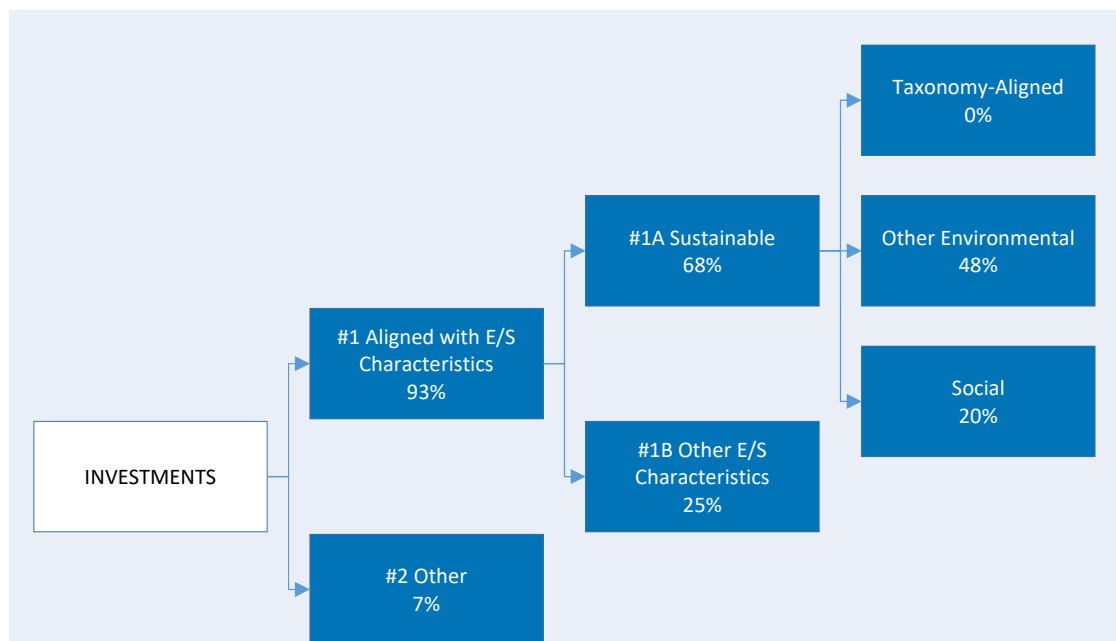 INVESTMENTS
#1 Aligned with E/S
Characteristics
93%
#2 Other
7%
#1A Sustainable
68%
#1B Other E/S
Characteristics
25%
Taxonomy-Aligned
0%
Other Environmental
48%
Social
20%